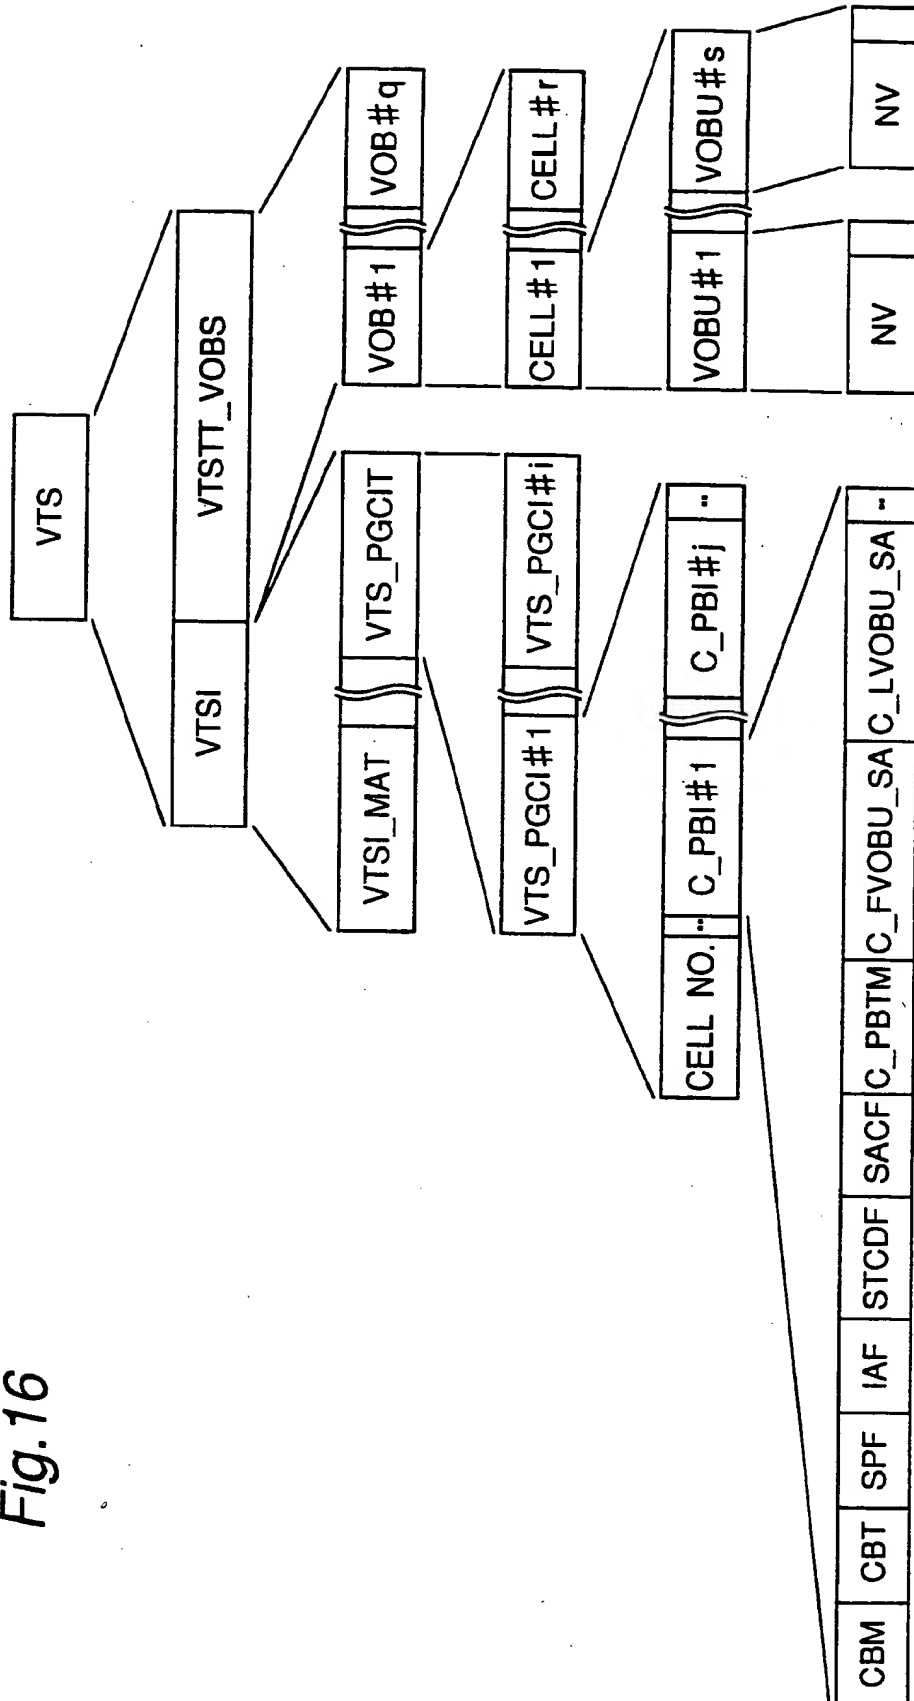 Fig.16
VTS
VTSI VTSTT_VOBS
VTSI_MAT VTS_PGCIT VOB#1 VOB#q
VTS_PGCI#1 VTS_PGCI#i CELL#1 CELL#r
CELL NO. .. C_PBI#1 C_PBI#j .. VOBU#1 VOBU#s
CBM CBT SPF IAF STCDF SACF C_PBTM C_FVOBU_SA C_LVOBU_SA .. NV NV